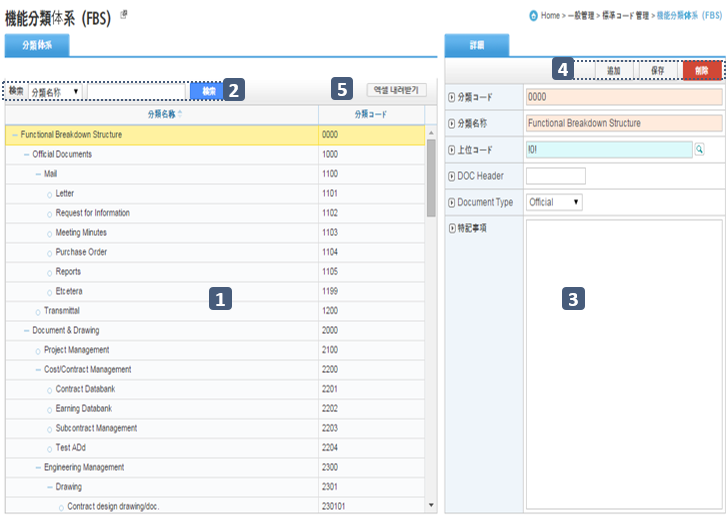 機能分類体系 (FBS)
Home > 一般管理 > 標準コード管理 > 機能分類体系 (FBS)
分類体系
検索 分類名称 ▼ 検索 2 5 엑셀 내려받기
分類名称 分類コード
Functional Breakdown Structure 0000
Official Documents 1000
Mail 1100
Letter 1101
Request for Information 1102
Meeting Minutes 1103
Purchase Order 1104
Reports 1105
Etcetera 1199
1
Transmittal 1200
Document & Drawing 2000
Project Management 2100
Cost/Contract Management 2200
Contract Databank 2201
Earning Databank 2202
Subcontract Management 2203
Test ADd 2204
Engineering Management 2300
Drawing 2301
Contract design drawing/doc. 230101
詳細
4 追加 保存 削除
分類コード 0000
分類名称 Functional Breakdown Structure
上位コード
DOC Header
Document Type Official ▼
特記事項
3